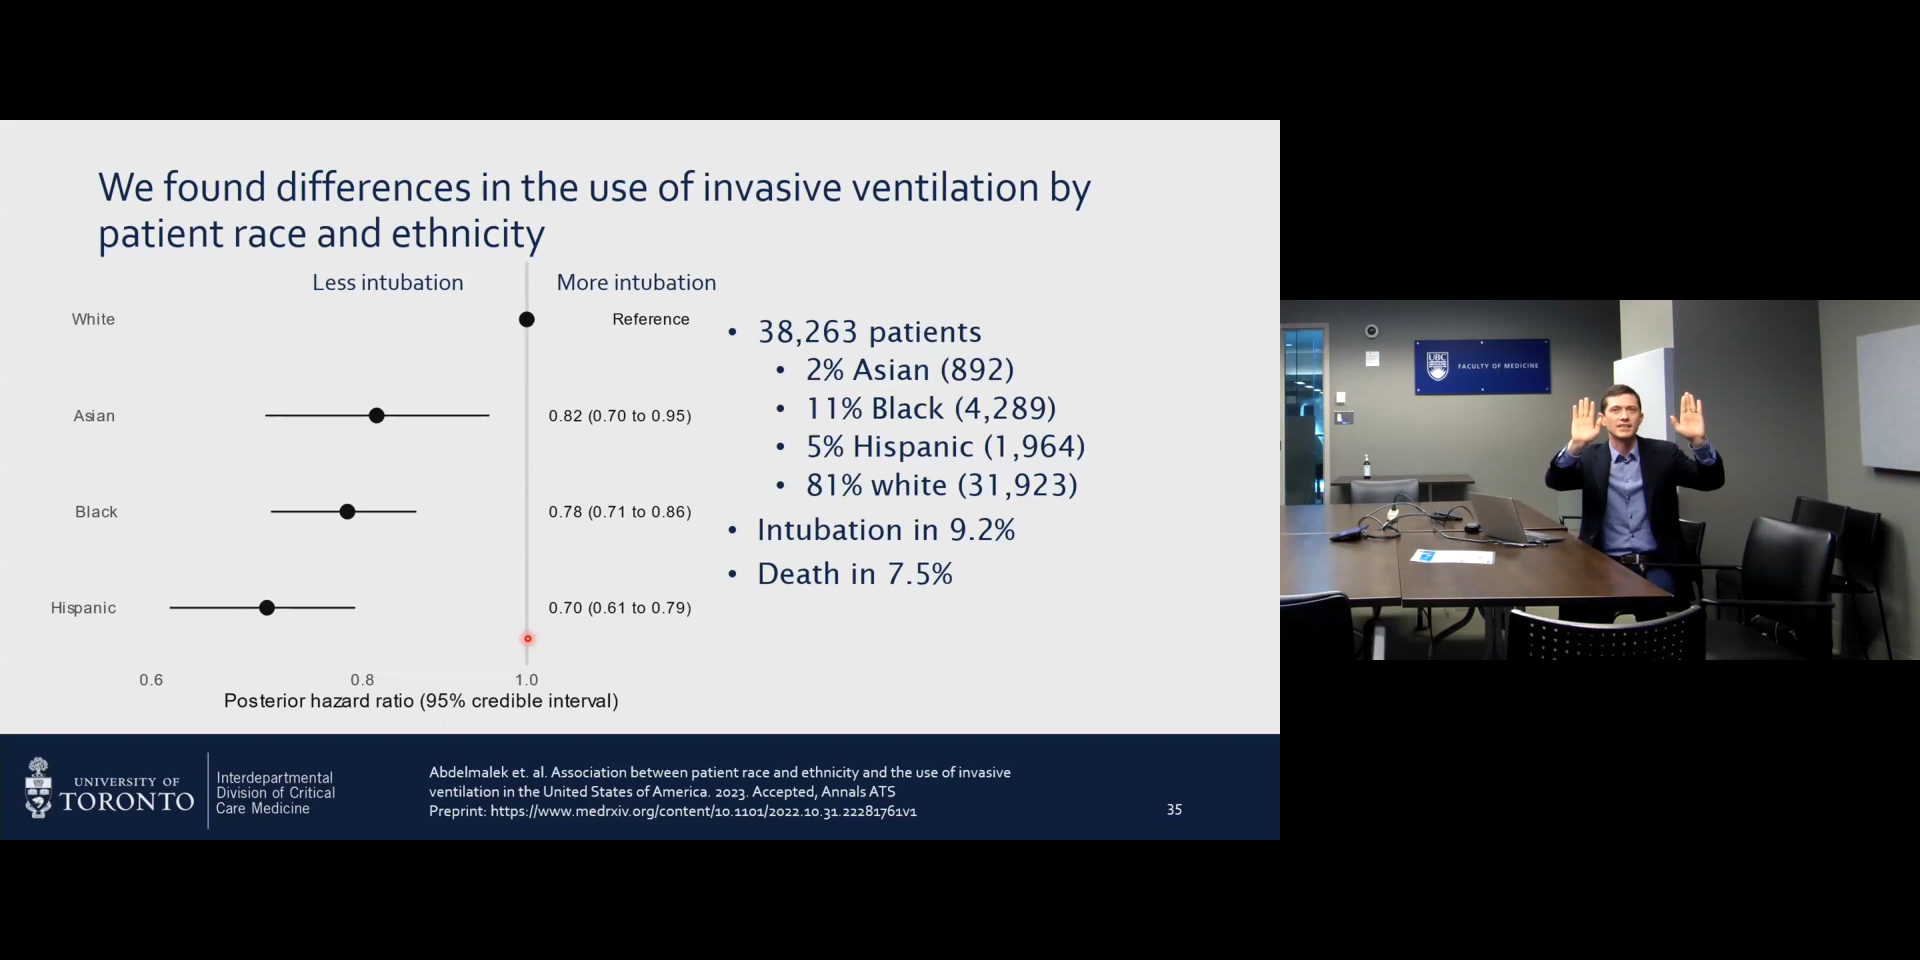 We found differences in the use of invasive ventilation by
patient race and ethnicity
Less intubation
More intubation
White
Reference
Asian
0.82 (0.70 to 0.95)
Black
0.78 (0.71 to 0.86)
Hispanic
0.70 (0.61 to 0.79)
0.6
0.8
1.0
Posterior hazard ratio (95% credible interval)
• 38,263 patients
• 2% Asian (892)
• 11% Black (4,289)
• 5% Hispanic (1,964)
• 81% white (31,923)
• Intubation in 9.2%
• Death in 7.5%
UNIVERSITY OF
TORONTO
Interdepartmental
Division of Critical
Care Medicine
Abdelmalek et. al. Association between patient race and ethnicity and the use of invasive
ventilation in the United States of America. 2023. Accepted, Annals ATS
Preprint: https://www.medrxiv.org/content/10.1101/2022.10.31.22281761v1
35
UBC
FACULTY OF MEDICINE